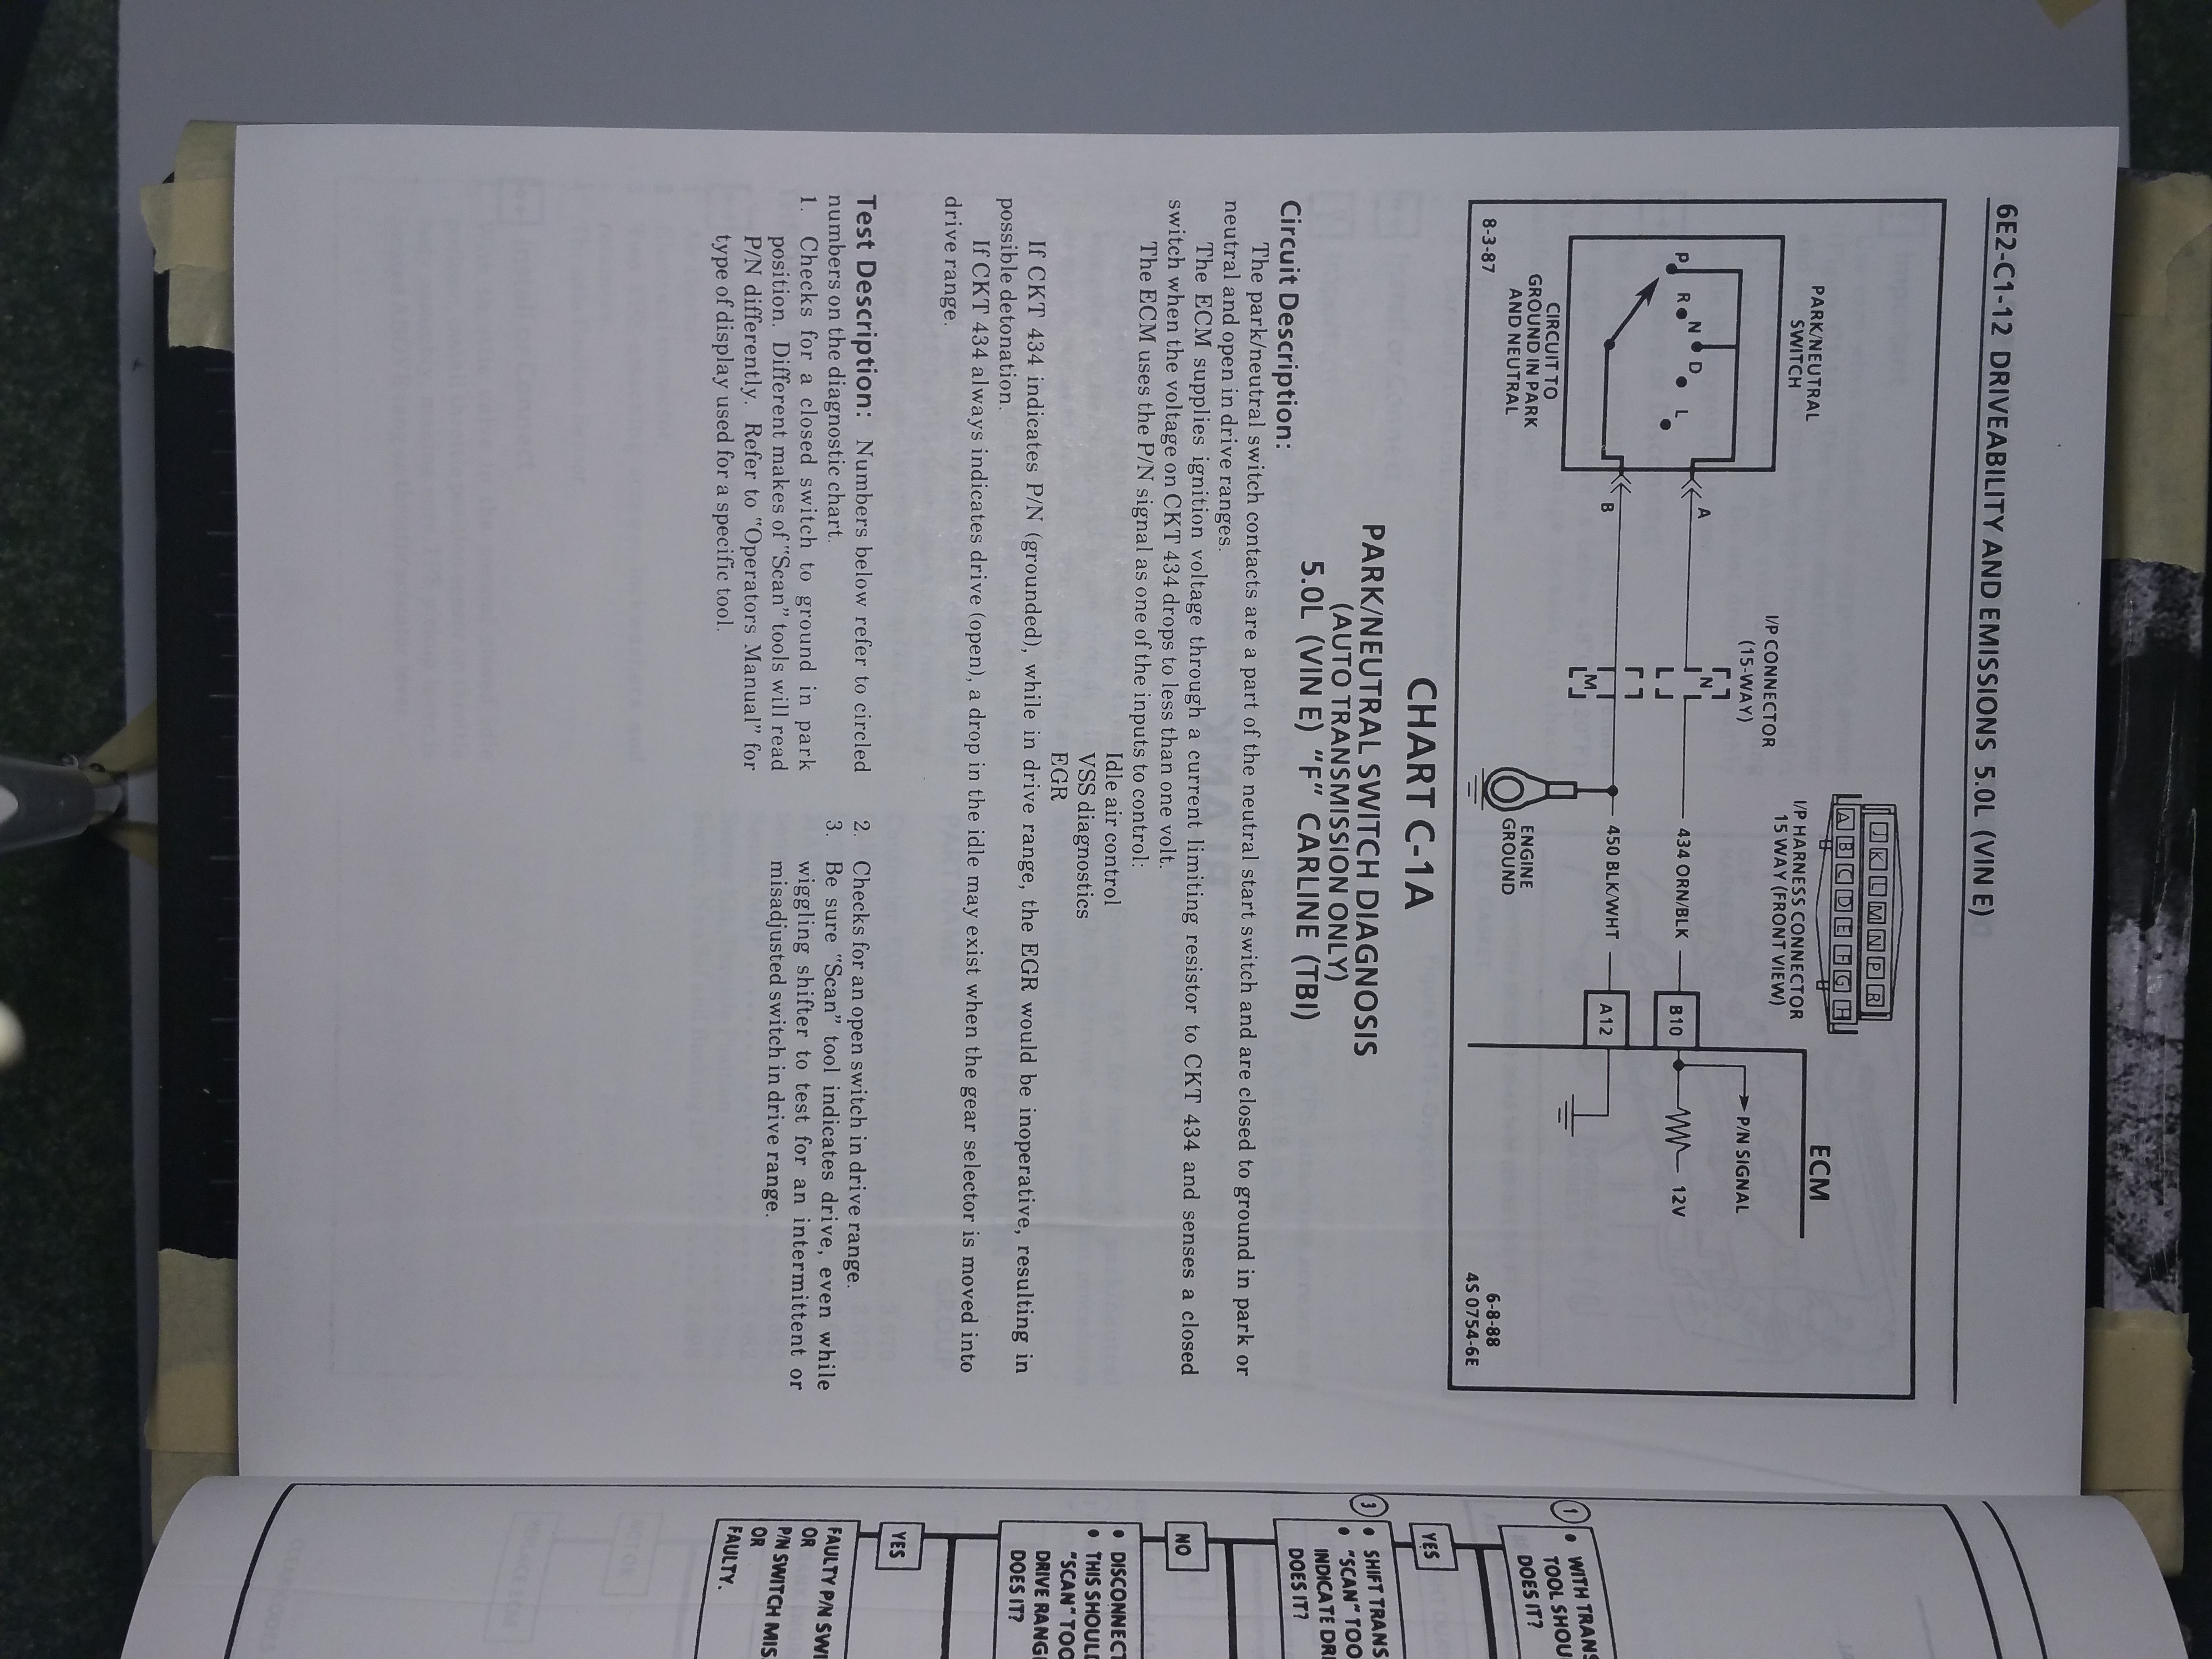 6E2-C1-12 DRIVEABILITY AND EMISSIONS 5.0L (VIN E)
PARK/NEUTRAL
SWITCH
P
R
N
D
L
CIRCUIT TO
GROUND IN PARK
AND NEUTRAL
8-3-87
A
B
I/P CONNECTOR
(15-WAY)
N
M
J K L M N P R
A B C D E F G H
I/P HARNESS CONNECTOR
15 WAY (FRONT VIEW)
434 ORN/BLK
450 BLK/WHT
ENGINE
GROUND
B10
A12
ECM
P/N SIGNAL
12V
6-8-88
4S 0754-6E
CHART C-1A
PARK/NEUTRAL SWITCH DIAGNOSIS
(AUTO TRANSMISSION ONLY)
5.0L (VIN E) "F" CARLINE (TBI)
Circuit Description:
The park/neutral switch contacts are a part of the neutral start switch and are closed to ground in park or
neutral and open in drive ranges.
The ECM supplies ignition voltage through a current limiting resistor to CKT 434 and senses a closed
switch when the voltage on CKT 434 drops to less than one volt.
The ECM uses the P/N signal as one of the inputs to control:
Idle air control
VSS diagnostics
EGR
If CKT 434 indicates P/N (grounded), while in drive range, the EGR would be inoperative, resulting in
possible detonation.
If CKT 434 always indicates drive (open), a drop in the idle may exist when the gear selector is moved into
drive range.
Test Description: Numbers below refer to circled
numbers on the diagnostic chart.
1. Checks for a closed switch to ground in park
position. Different makes of "Scan" tools will read
P/N differently. Refer to "Operators Manual" for
type of display used for a specific tool.
2. Checks for an open switch in drive range.
3. Be sure "Scan" tool indicates drive, even while
wiggling shifter to test for an intermittent or
misadjusted switch in drive range.
1 • WITH TRANS
TOOL SHOU
DOES IT?
YES
3 • SHIFT TRANS
• "SCAN" TOO
INDICATE DRI
DOES IT?
NO
• DISCONNECT
• THIS SHOULD
"SCAN" TOO
DRIVE RANG
DOES IT?
YES
FAULTY P/N SWI
OR
P/N SWITCH MIS
OR
FAULTY.